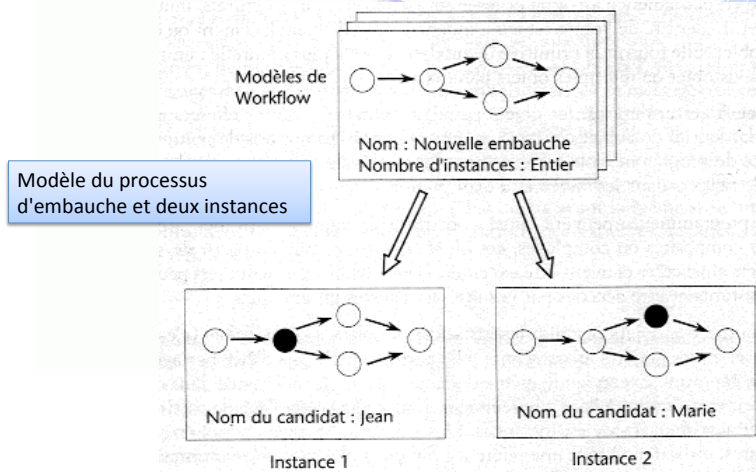 Modèles de
Workflow
Nom : Nouvelle embauche
Nombre d'instances : Entier
Modèle du processus
d'embauche et deux instances
Nom du candidat : Jean
Nom du candidat : Marie
Instance 1
Instance 2